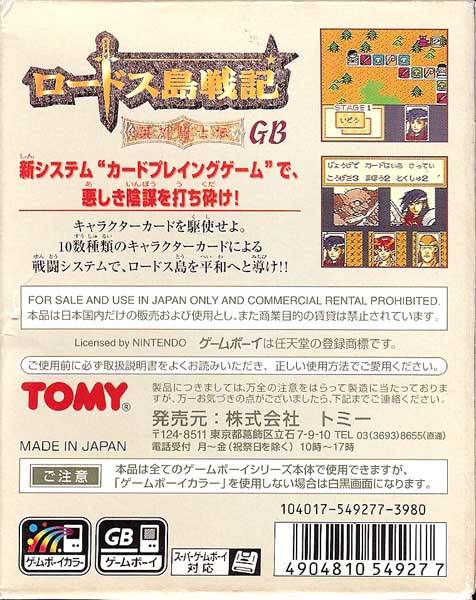 ロードス島戦記
英雄騎士伝 GB
新システム“カードプレイングゲーム”で、
悪しき陰謀を打ち砕け!
キャラクターカードを駆使せよ。
10数種類のキャラクターカードによる
戦闘システムで、ロードス島を平和へと導け!!
STAGE1
いどう
じょうげで カードはいち けってい
こうげき3 まほう2 とくしゅ2
FOR SALE AND USE IN JAPAN ONLY AND COMMERCIAL RENTAL PROHIBITED.
本品は日本国内だけの販売および使用とし、また商業目的の賃貸は禁止されています。
Licensed by NINTENDO ゲームボーイは任天堂の登録商標です。
ご使用前に必ず取扱説明書をよくお読みいただき、正しい使用方法でご愛用ください。
TOMY®
製品につきましては、万全の注意をはらって製造に当たっておりま
すが、万一お気づきの点がございましたら、下記までご連絡ください。
発売元:株式会社 トミー
〒124-8511 東京都葛飾区立石7-9-10 TEL 03(3693)8655(直通)
電話受付 月〜金(祝祭日を除く) 10時〜17時
MADE IN JAPAN
ご注意
本品は全てのゲームボーイシリーズ本体で使用できますが、
「ゲームボーイカラー」を使用しない場合は白黒画面になります。
104017-549277-3980
ゲームボーイカラー
GB
ゲームボーイ
スーパーゲームボーイ
対応
4904810549277